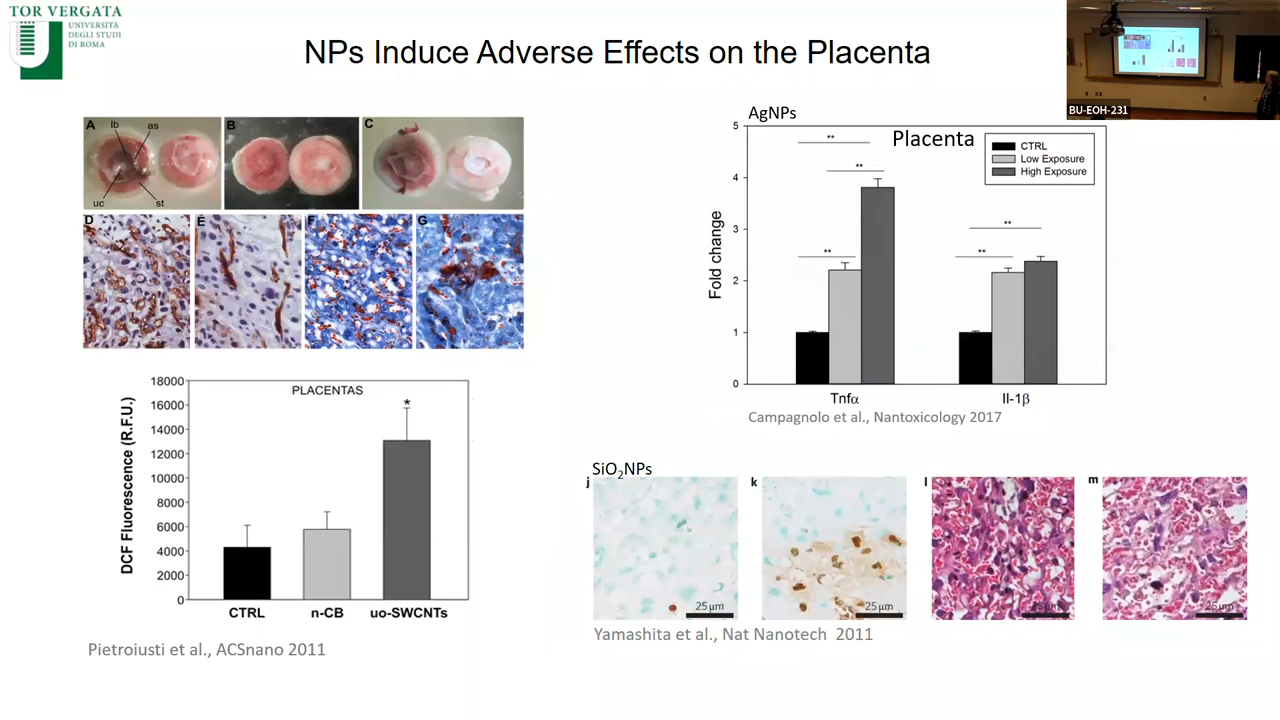 TOR VERGATA
UNIVERSITÀ
DEGLI STUDI
DI ROMA
NPs Induce Adverse Effects on the Placenta
BU-EOH-231
A
lb
as
uc
st
B
C
D
E
F
G
AgNPs
Placenta
CTRL
Low Exposure
High Exposure
Fold change
5
4
3
2
1
0
**
**
**
**
**
Tnfα
Il-1β
Campagnolo et al., Nantoxicology 2017
PLACENTAS
DCF Fluorescence (R.F.U.)
18000
16000
14000
12000
10000
8000
6000
4000
2000
0
*
CTRL
n-CB
uo-SWCNTs
Pietroiusti et al., ACSnano 2011
SiO2NPs
j
k
l
m
25 µm
25 µm
25 µm
25 µm
Yamashita et al., Nat Nanotech 2011